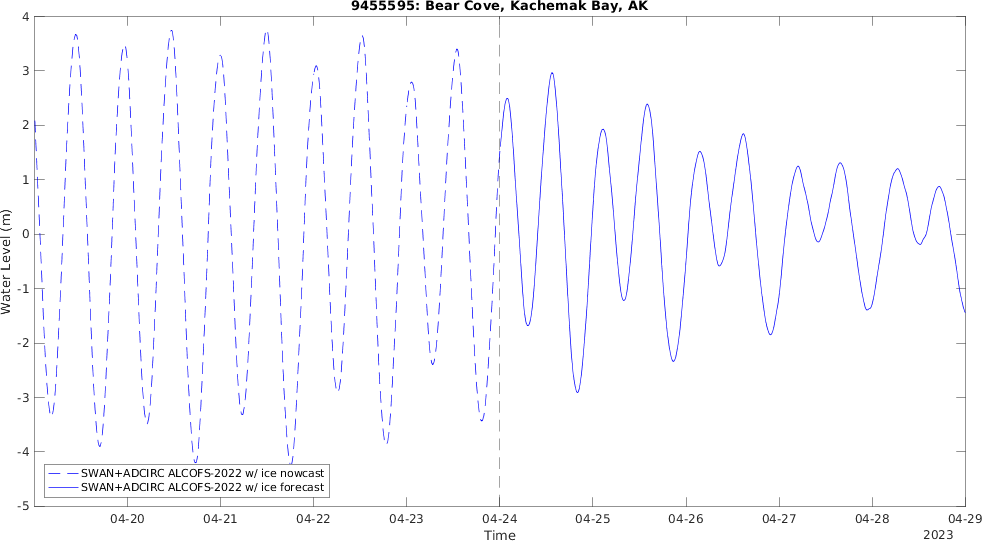 9455595: Bear Cove, Kachemak Bay, AK
4
3
2
1
0
-1
-2
-3
-4
-5
Water Level (m)
SWAN+ADCIRC ALCOFS-2022 w/ ice nowcast
SWAN+ADCIRC ALCOFS-2022 w/ ice forecast
04-20 04-21 04-22 04-23 04-24 04-25 04-26 04-27 04-28 04-29
Time
2023